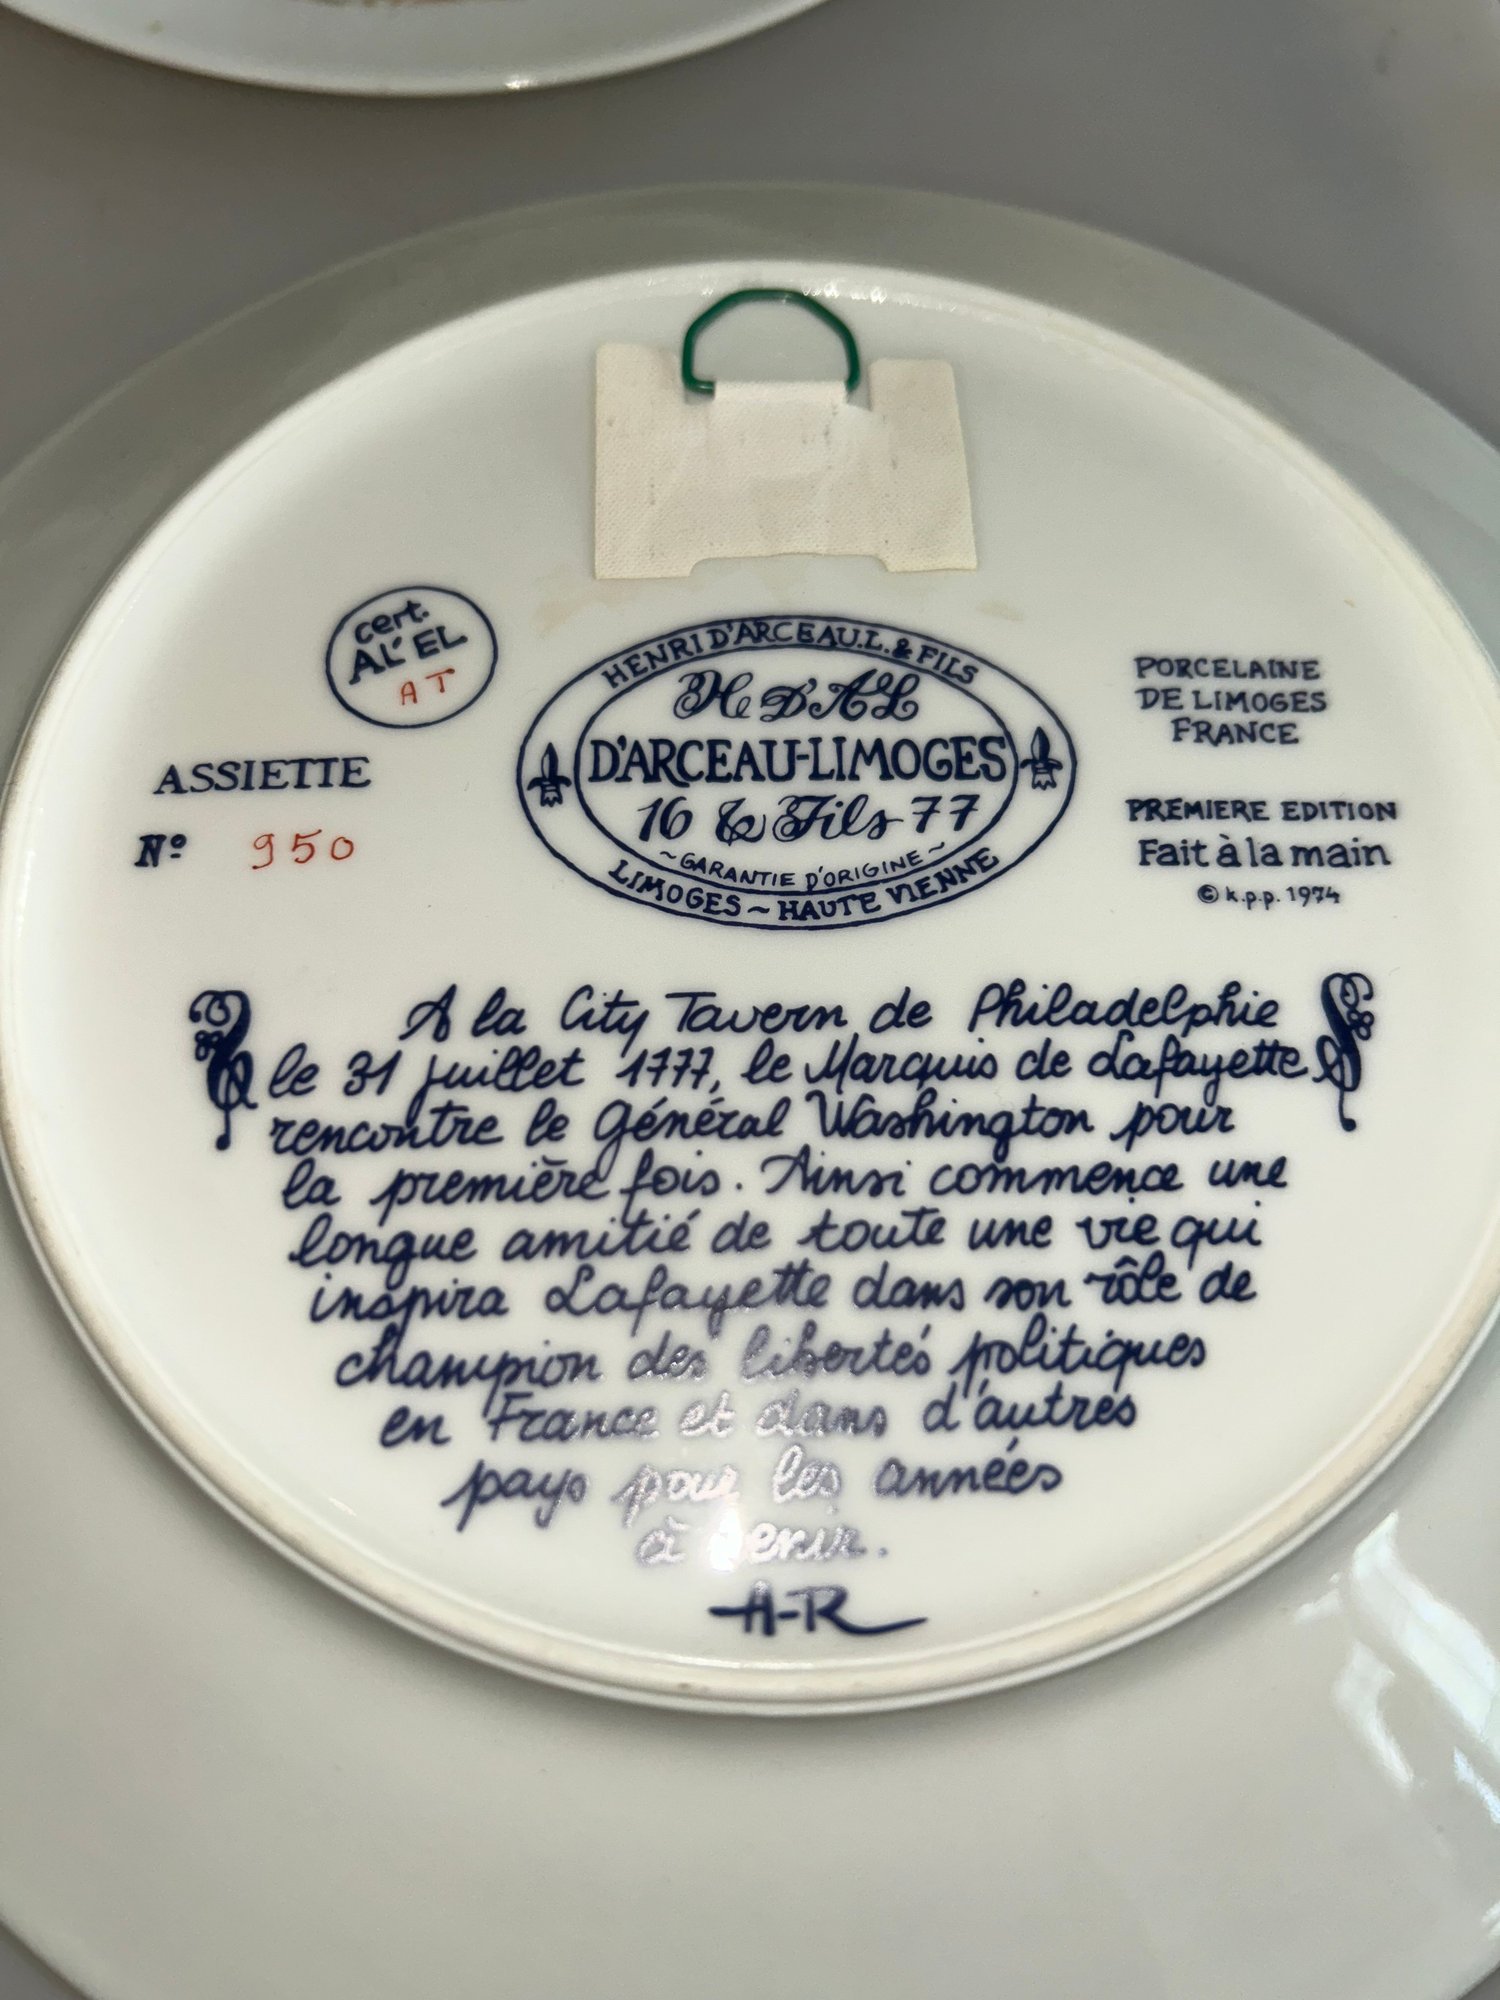 cert.
AL' EL
AT
ASSIETTE
Nº 950
HENRI D'ARCEAU.L. & FILS
H D'AL
D'ARCEAU-LIMOGES
16 & Fils 77
~GARANTIE D'ORIGINE~
LIMOGES ~ HAUTE VIENNE
PORCELAINE
DE LIMOGES
FRANCE
PREMIERE EDITION
Fait à la main
© k.p.p. 1974
A la City Tavern de Philadelphie
le 31 juillet 1777, le Marquis de Lafayette
rencontre le Général Washington pour
la première fois. Ainsi commence une
longue amitié de toute une vie qui
inspira Lafayette dans son rôle de
champion des libertés politiques
en France et dans d'autres
pays pour les années
à venir.
A-R